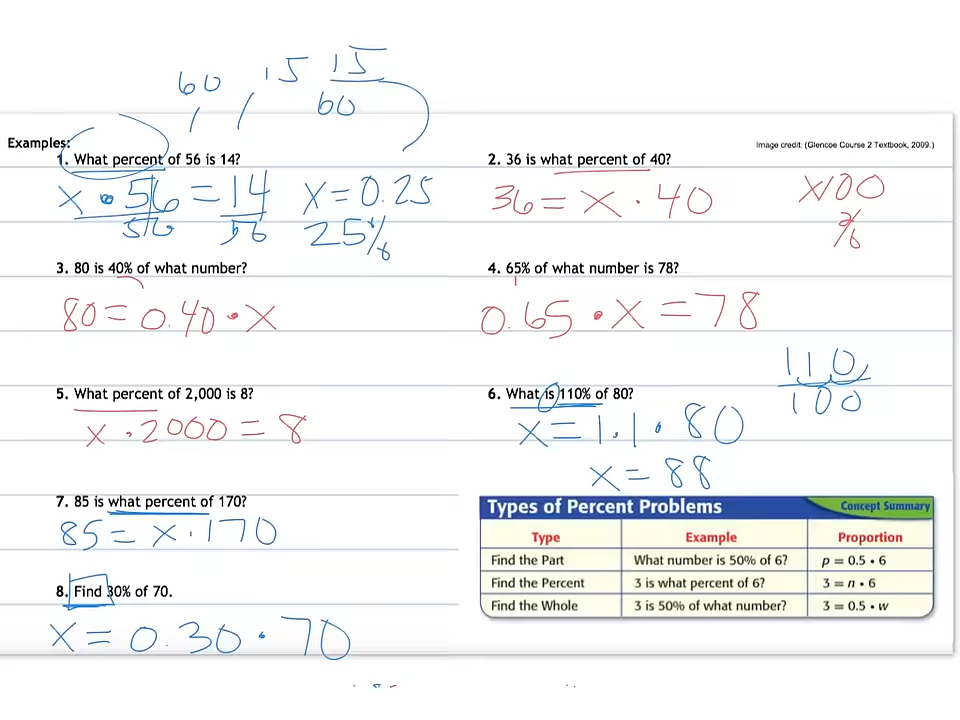 60 15 15
60
Examples:
Image credit: (Glencoe Course 2 Textbook, 2009.)
1. What percent of 56 is 14?
x • 56 = 14 x = 0.25
56 56 25%
2. 36 is what percent of 40?
36 = x · 40 x100
%
3. 80 is 40% of what number?
80 = 0.40 • x
4. 65% of what number is 78?
0.65 • x = 78
5. What percent of 2,000 is 8?
x · 2000 = 8
6. What is 110% of 80?
110
100
x = 1.1 • 80
x = 88
7. 85 is what percent of 170?
85 = x · 170
8. Find 30% of 70.
x = 0.30 · 70
Types of Percent Problems Concept Summary
Type Example Proportion
Find the Part What number is 50% of 6? p = 0.5 • 6
Find the Percent 3 is what percent of 6? 3 = n • 6
Find the Whole 3 is 50% of what number? 3 = 0.5 • w